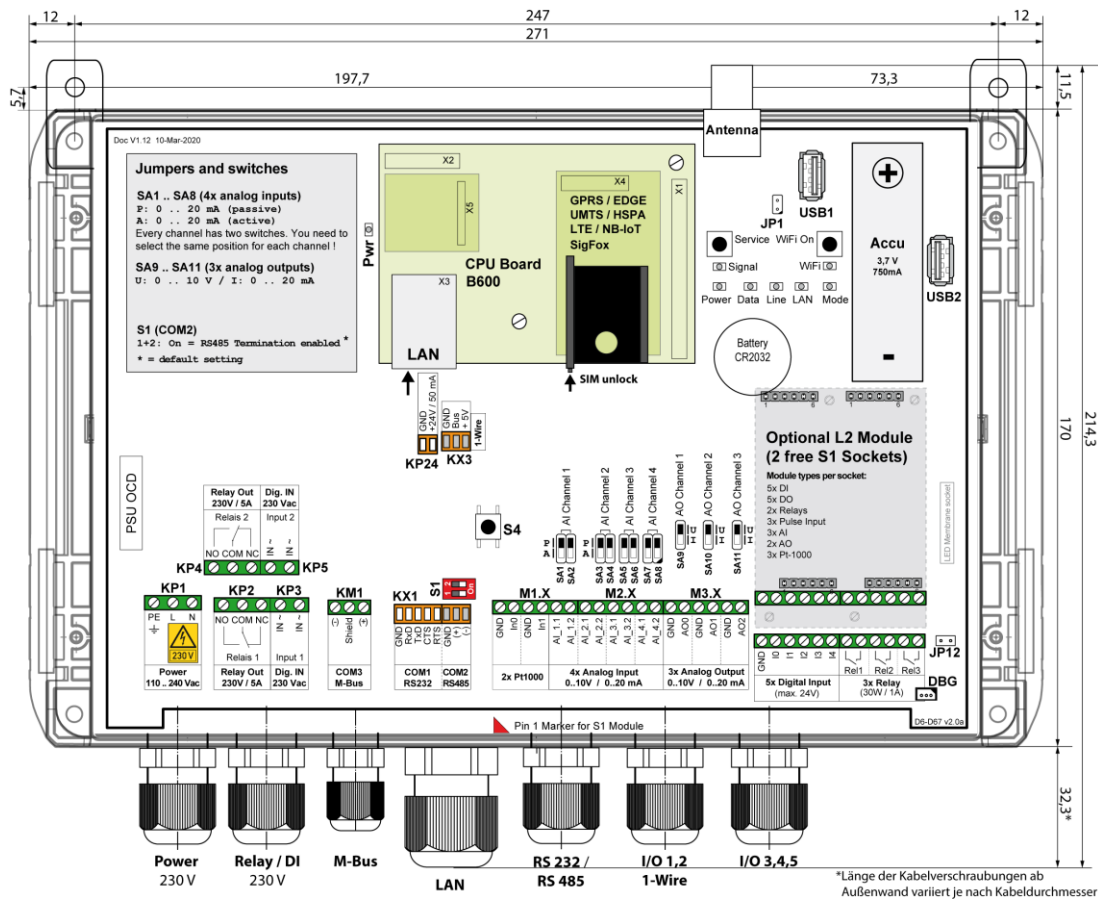 12
247
12
271
197,7
73,3
5,7
11,5
Antenna
Doc V1.12 10-Mar-2020
Jumpers and switches
SA1 .. SA8 (4x analog inputs)
P: 0 .. 20 mA (passive)
A: 0 .. 20 mA (active)
Every channel has two switches. You need to
select the same position for each channel !
SA9 .. SA11 (3x analog outputs)
U: 0 .. 10 V / I: 0 .. 20 mA
S1 (COM2)
1+2: On = RS485 Termination enabled *
* = default setting
Pwr
X2
X5
X3
X4
X1
GPRS / EDGE
UMTS / HSPA
LTE / NB-IoT
SigFox
CPU Board
B600
LAN
SIM unlock
JP1
USB1
Service
WiFi On
Signal
WiFi
Power
Data
Line
LAN
Mode
Accu
3,7 V
750mA
USB2
Battery
CR2032
170
214,3
GND
+24V / 50 mA
GND
Bus
+ 5V
1-Wire
KP24
KX3
Optional L2 Module
(2 free S1 Sockets)
Module types per socket:
5x DI
5x DO
2x Relays
3x Pulse Input
3x AI
2x AO
3x Pt-1000
LED Membrane socket
PSU OCD
Relay Out
230V / 5A
Dig. IN
230 Vac
Relais 2
Input 2
NO COM NC
IN ~
IN ~
KP4
KP5
S4
AI Channel 1
AI Channel 2
AI Channel 3
AI Channel 4
AO Channel 1
AO Channel 2
AO Channel 3
P
A
P
A
U
I
U
I
U
I
SA1
SA2
SA3
SA4
SA5
SA6
SA7
SA8
SA9
SA10
SA11
KP1
KP2
KP3
KM1
KX1
S1
1 2
On
M1.X
M2.X
M3.X
PE
L
N
230 V
Power
110 .. 240 Vac
NO COM NC
Relais 1
Relay Out
230V / 5A
IN ~
IN ~
Input 1
Dig. IN
230 Vac
(-)
Shield
(+)
COM3
M-Bus
GND
RxD
TxD
CTS
RTS
GND
(+)
(-)
COM1
RS232
COM2
RS485
GND
In0
GND
In1
AI_1.1
AI_1.2
AI_2.1
AI_2.2
AI_3.1
AI_3.2
AI_4.1
AI_4.2
GND
AO0
GND
AO1
GND
AO2
2x Pt1000
4x Analog Input
0..10V / 0..20 mA
3x Analog Output
0..10V / 0..20 mA
GND
I0
I1
I2
I3
I4
Rel1
Rel2
Rel3
5x Digital Input
(max. 24V)
3x Relay
(30W / 1A)
JP12
DBG
D6-D67 v2.0a
Pin 1 Marker for S1 Module
32,3*
Power
230 V
Relay / DI
230 V
M-Bus
LAN
RS 232 /
RS 485
I/O 1,2
1-Wire
I/O 3,4,5
*Länge der Kabelverschraubungen ab
Außenwand variiert je nach Kabeldurchmesser